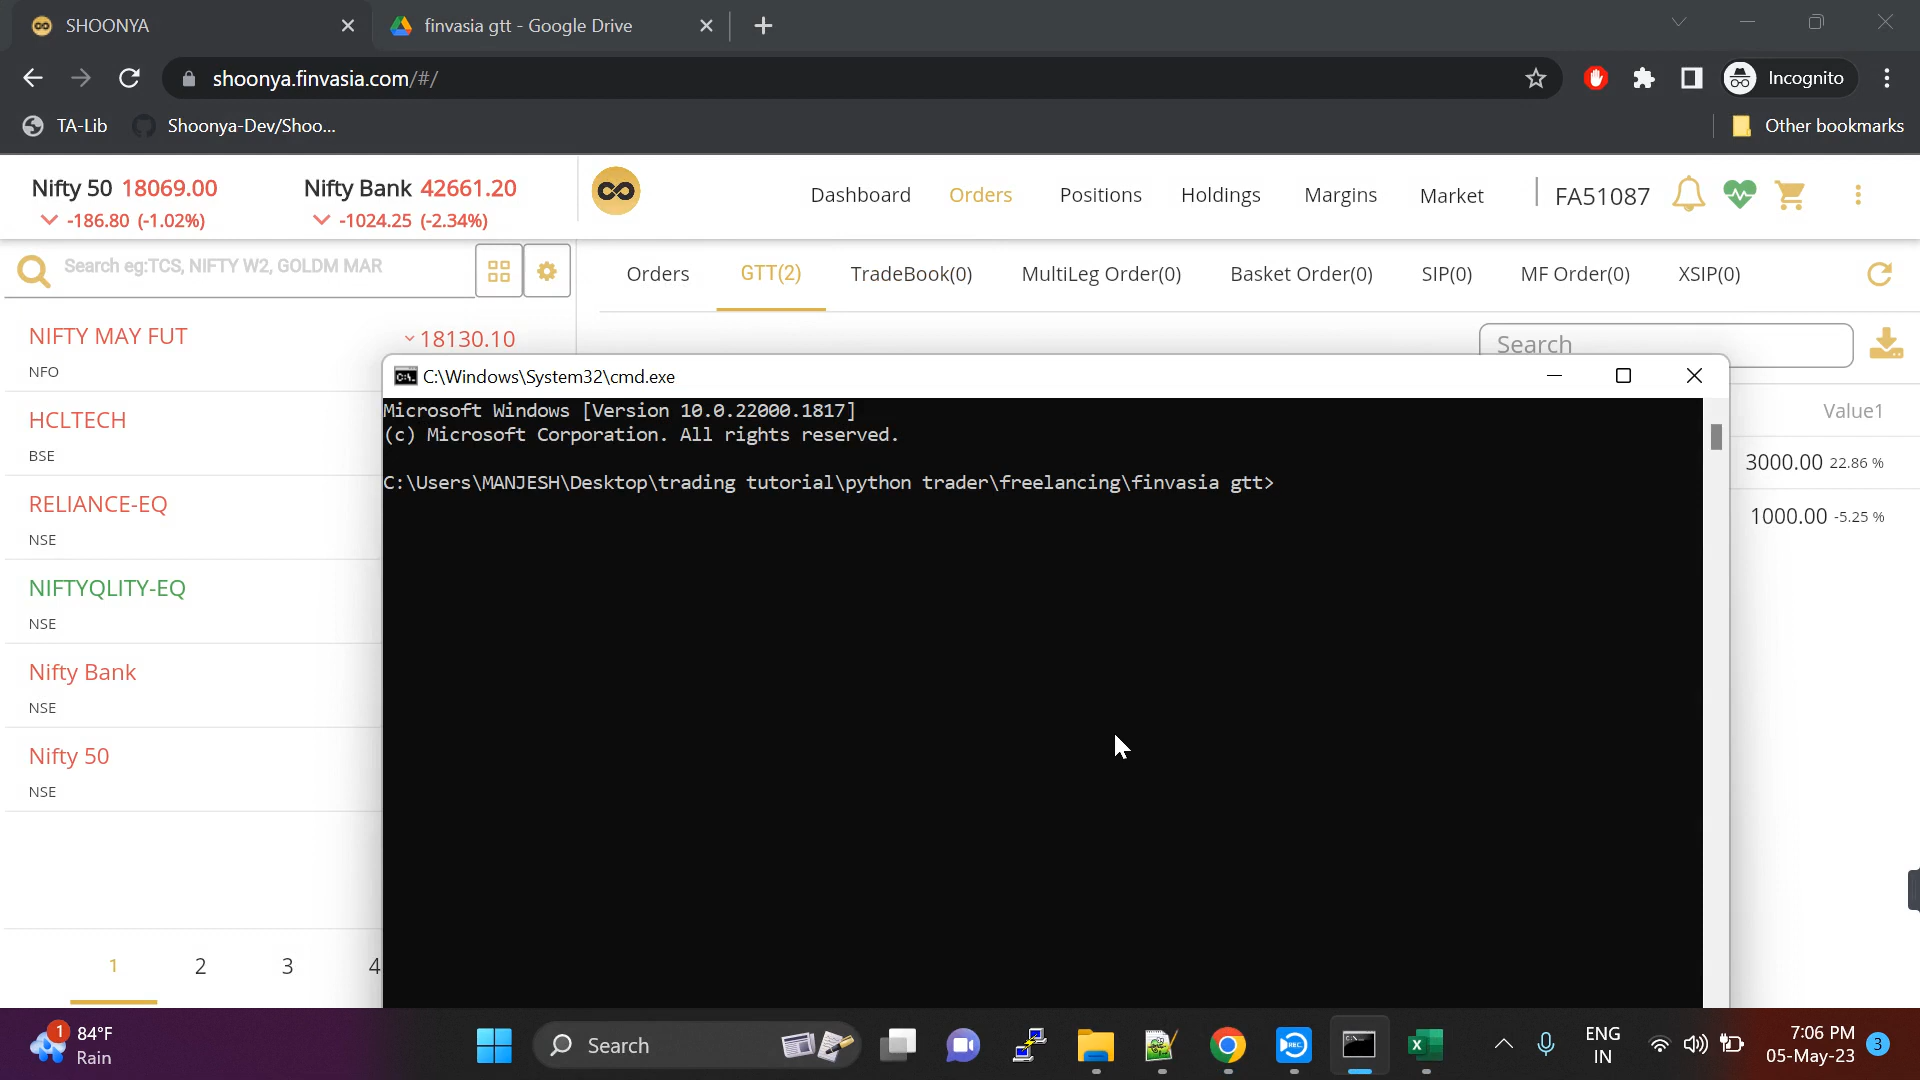 SHOONYA
finvasia gtt - Google Drive
shoonya.finvasia.com/#/
Incognito
TA-Lib
Shoonya-Dev/Shoo...
Other bookmarks
Nifty 50 18069.00
-186.80 (-1.02%)
Nifty Bank 42661.20
-1024.25 (-2.34%)
Dashboard
Orders
Positions
Holdings
Margins
Market
FA51087
Search eg:TCS, NIFTY W2, GOLDM MAR
Orders
GTT(2)
TradeBook(0)
MultiLeg Order(0)
Basket Order(0)
SIP(0)
MF Order(0)
XSIP(0)
NIFTY MAY FUT
18130.10
NFO
HCLTECH
BSE
RELIANCE-EQ
NSE
NIFTYQLITY-EQ
NSE
Nifty Bank
NSE
Nifty 50
NSE
1 2 3 4
Search
Value1
3000.00 22.86 %
1000.00 -5.25 %
C:\Windows\System32\cmd.exe
Microsoft Windows [Version 10.0.22000.1817]
(c) Microsoft Corporation. All rights reserved.
C:\Users\MANJESH\Desktop\trading tutorial\python trader\freelancing\finvasia gtt>
1
84°F
Rain
Search
REC
ENG
IN
7:06 PM
05-May-23
3